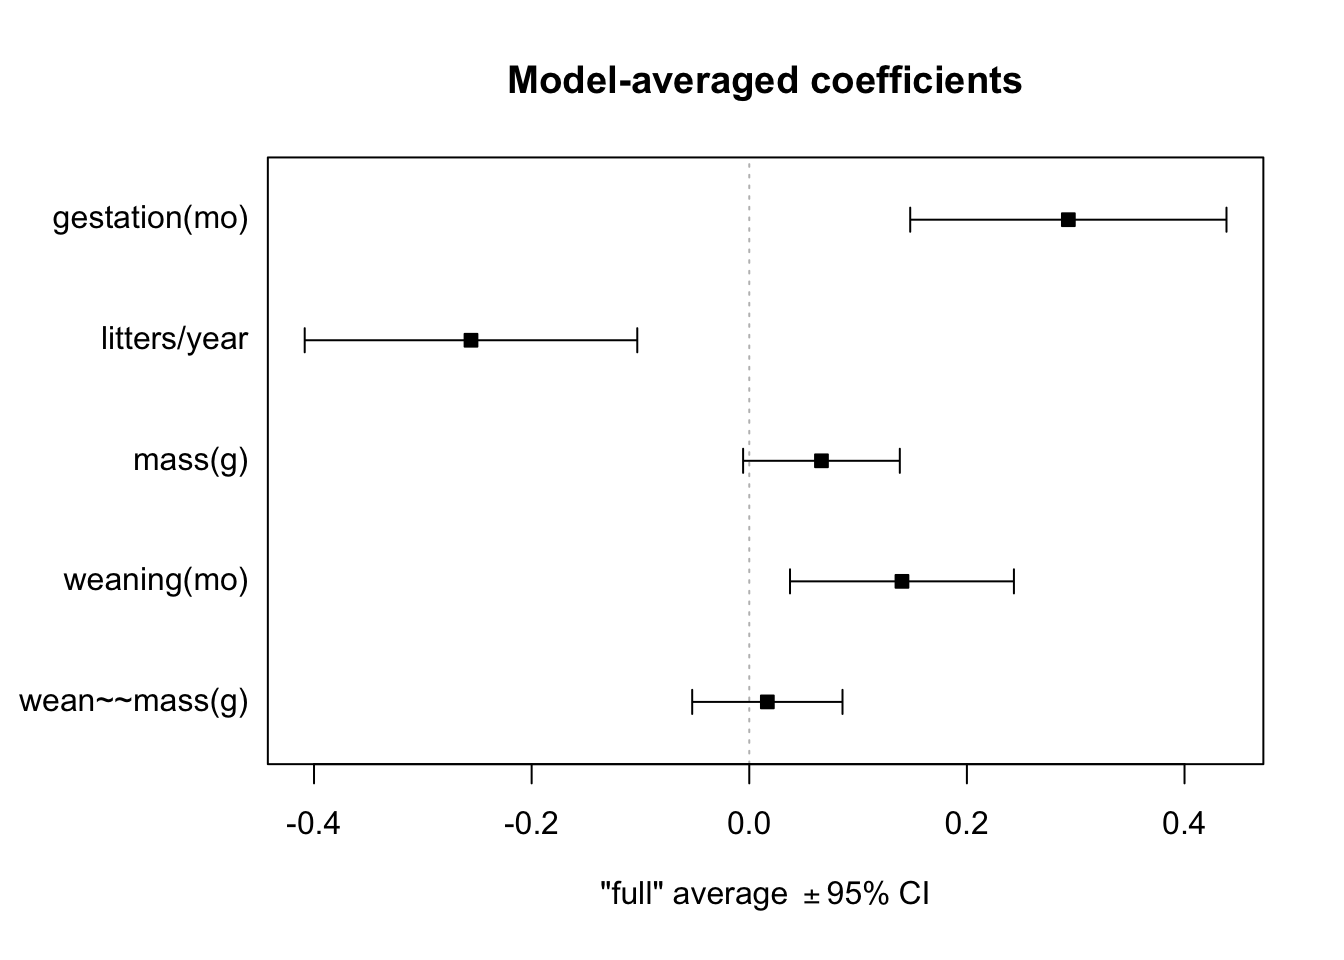 Model-averaged coefficients
gestation(mo)
litters/year
mass(g)
weaning(mo)
wean~~mass(g)
-0.4 -0.2 0.0 0.2 0.4
"full" average ± 95% CI